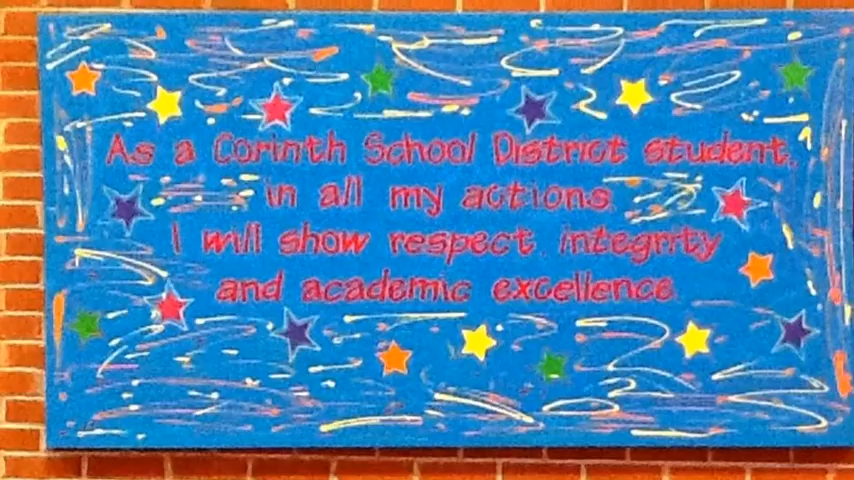 As a Corinth School District student,
in all my actions
I will show respect, integrity
and academic excellence